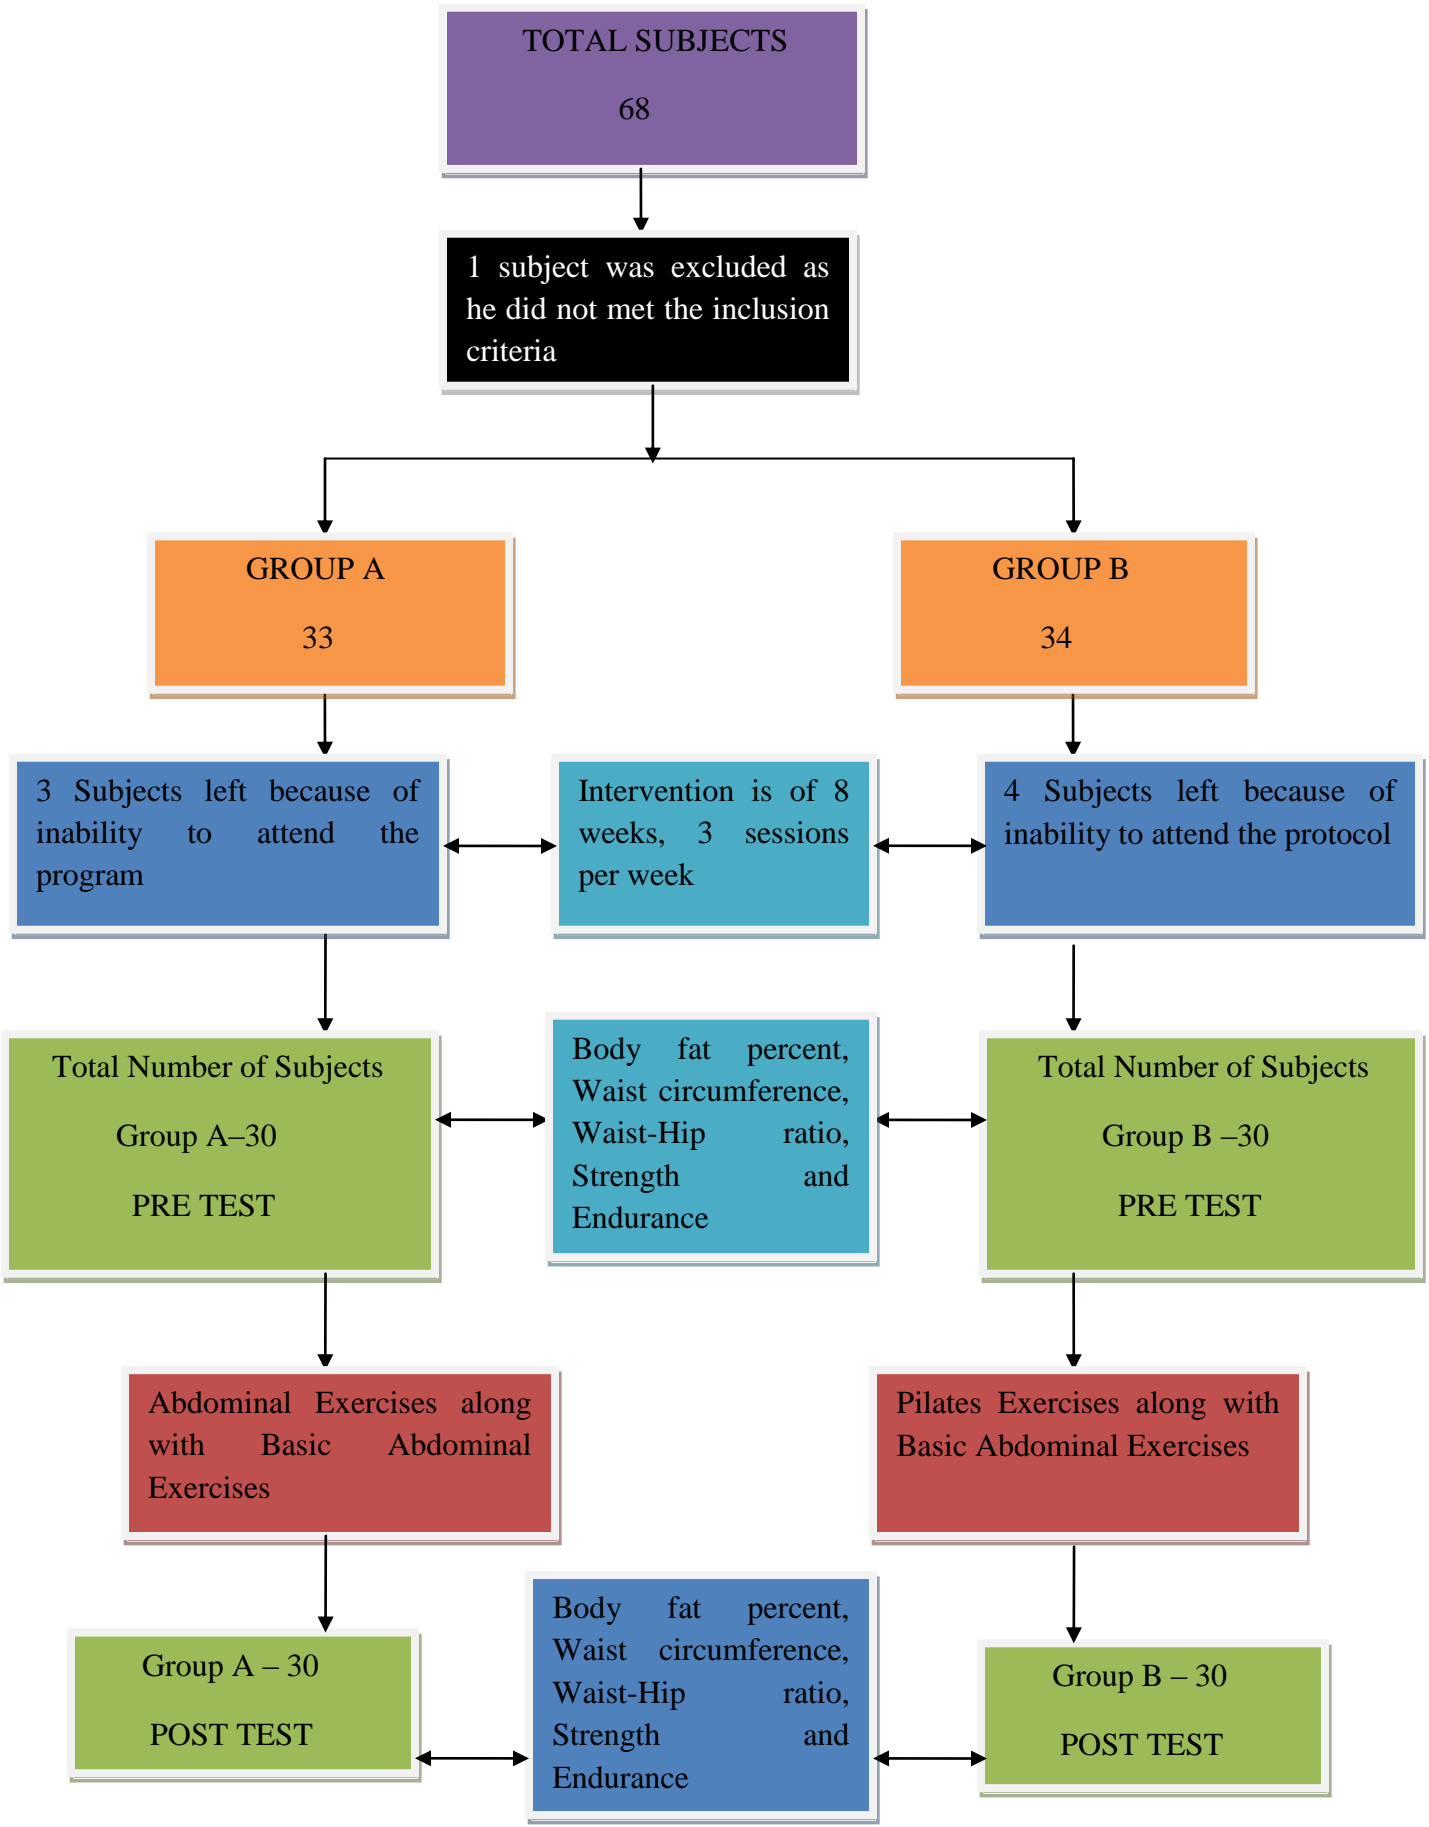 TOTAL SUBJECTS
68
1 subject was excluded as
he did not met the inclusion
criteria
GROUP A
33
GROUP B
34
3 Subjects left because of
inability to attend the
program
Intervention is of 8
weeks, 3 sessions
per week
4 Subjects left because of
inability to attend the protocol
Total Number of Subjects
Group A–30
PRE TEST
Body fat percent,
Waist circumference,
Waist-Hip ratio,
Strength and
Endurance
Total Number of Subjects
Group B –30
PRE TEST
Abdominal Exercises along
with Basic Abdominal
Exercises
Pilates Exercises along with
Basic Abdominal Exercises
Group A – 30
POST TEST
Body fat percent,
Waist circumference,
Waist-Hip ratio,
Strength and
Endurance
Group B – 30
POST TEST